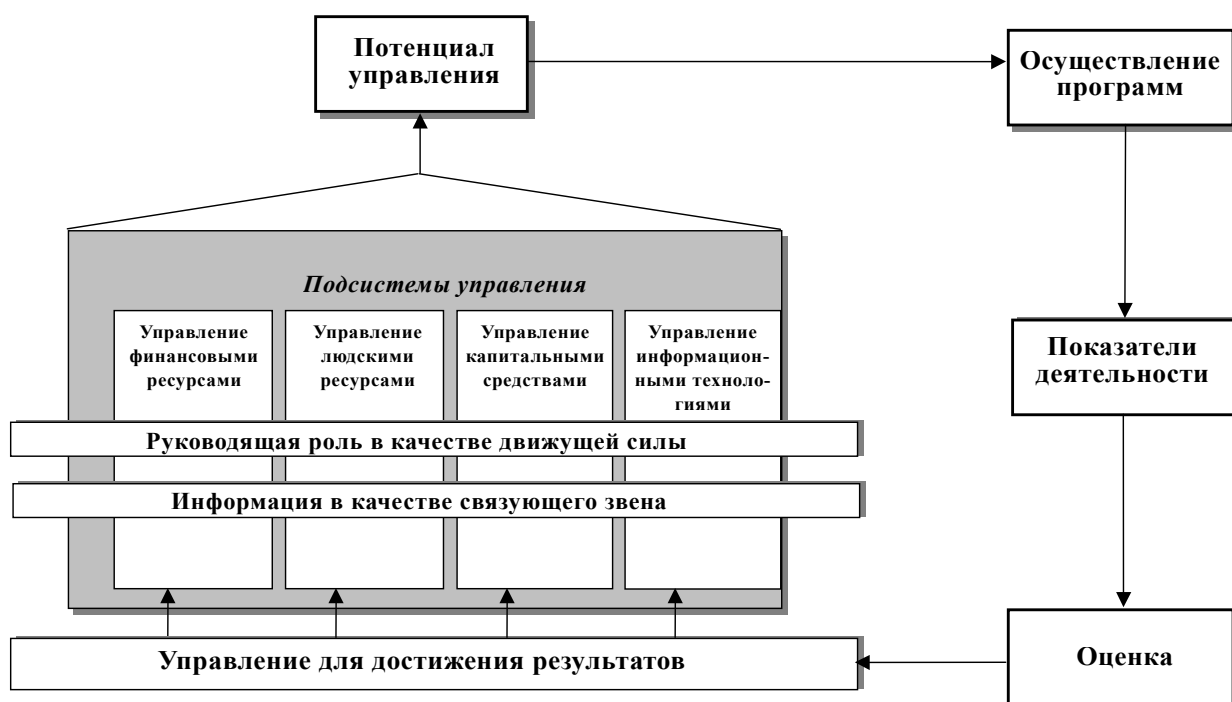 Потенциал
управления
Осуществление
программ
Подсистемы управления
Управление
финансовыми
ресурсами
Управление
людскими
ресурсами
Управление
капитальными
средствами
Управление
информацион-
ными техноло-
гиями
Показатели
деятельности
Руководящая роль в качестве движущей силы
Информация в качестве связующего звена
Управление для достижения результатов
Оценка